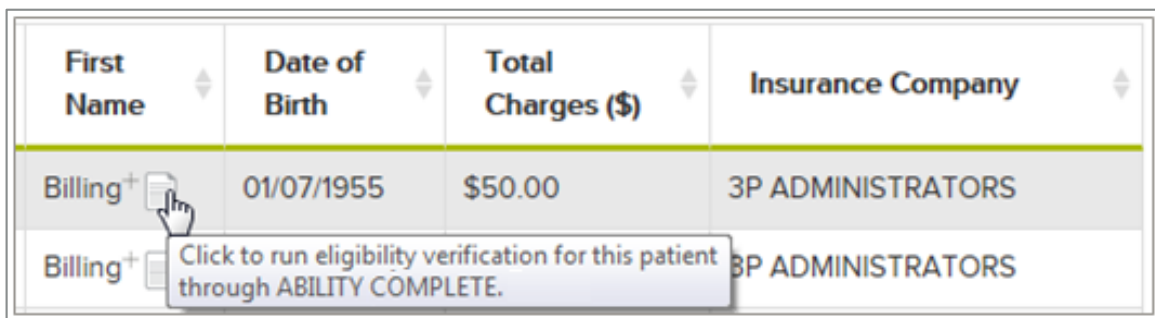 First Name
Date of Birth
Total Charges ($)
Insurance Company
Billing+ 01/07/1955 $50.00 3P ADMINISTRATORS
Billing+ 3P ADMINISTRATORS
Click to run eligibility verification for this patient
through ABILITY COMPLETE.